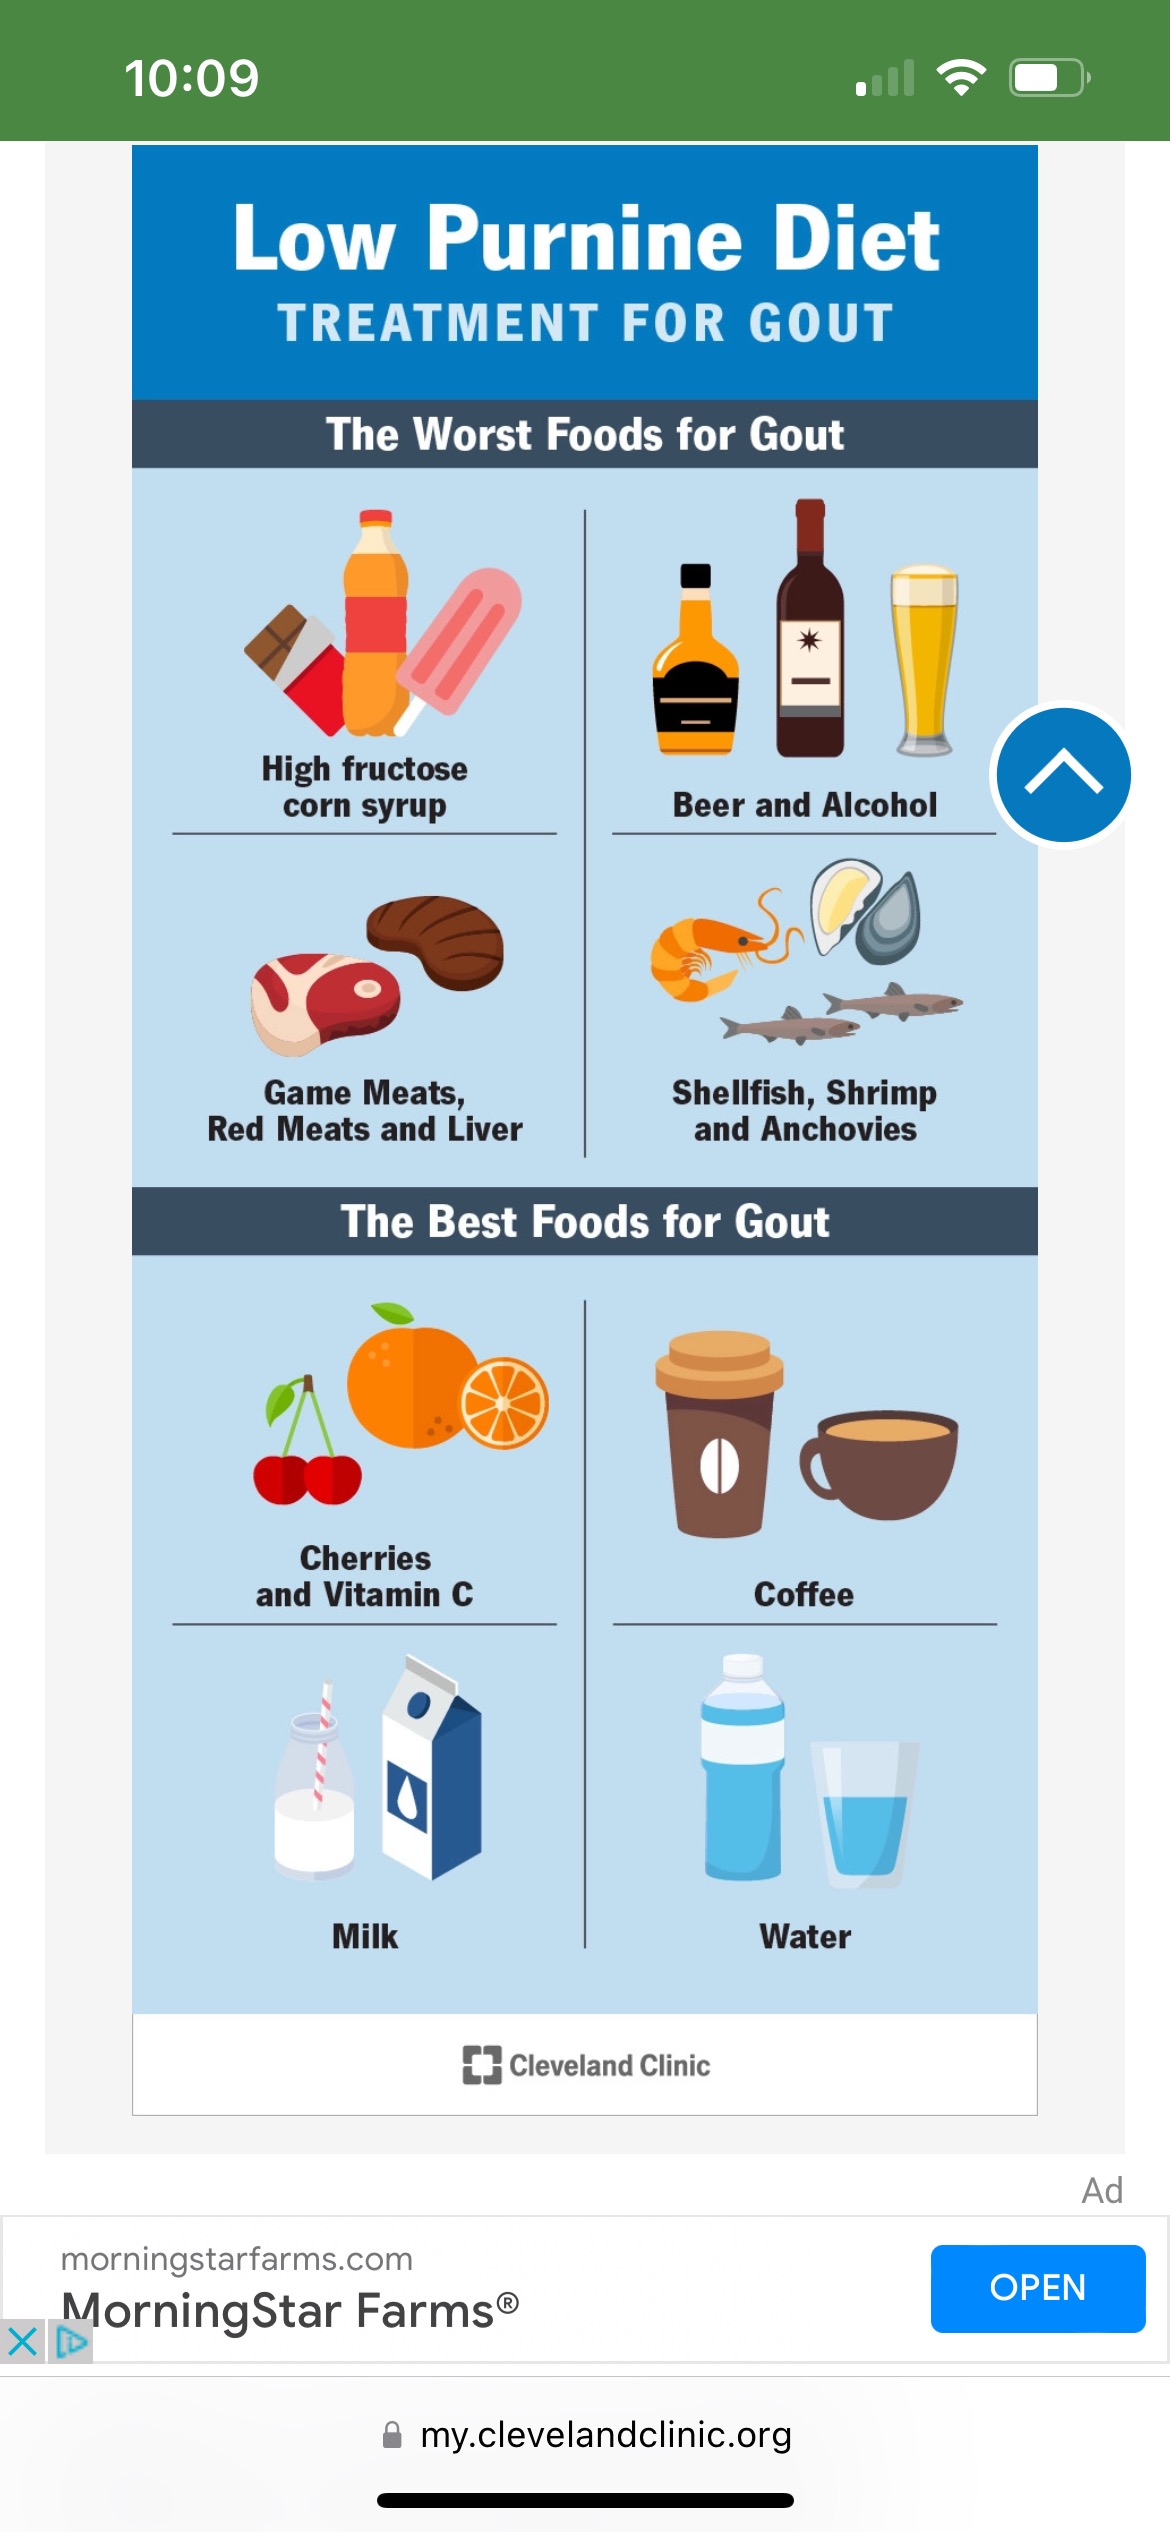 10:09
Low Purnine Diet
TREATMENT FOR GOUT
The Worst Foods for Gout
High fructose
corn syrup
Beer and Alcohol
Game Meats,
Red Meats and Liver
Shellfish, Shrimp
and Anchovies
The Best Foods for Gout
Cherries
and Vitamin C
Coffee
Milk
Water
Cleveland Clinic
Ad
morningstarfarms.com
MorningStar Farms®
OPEN
my.clevelandclinic.org